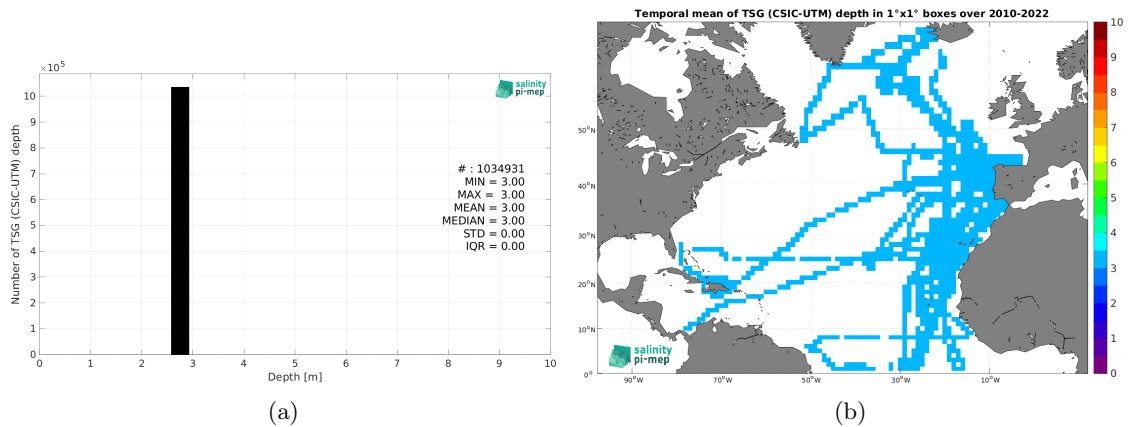 ×10⁵
10
9
8
7
6
5
4
3
2
1
0
Number of TSG (CSIC-UTM) depth
salinity
pi-mep
# : 1034931
MIN = 3.00
MAX = 3.00
MEAN = 3.00
MEDIAN = 3.00
STD = 0.00
IQR = 0.00
0 1 2 3 4 5 6 7 8 9 10
Depth [m]
(a)
Temporal mean of TSG (CSIC-UTM) depth in 1°x1° boxes over 2010-2022
50°N
40°N
30°N
20°N
10°N
0°
salinity
pi-mep
90°W 70°W 50°W 30°W 10°W
10
9
8
7
6
5
4
3
2
1
0
(b)